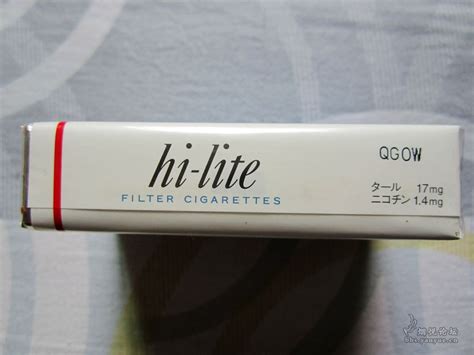 hi-lite
FILTER CIGARETTES
QGOW
タール 17mg
ニコチン 1.4mg